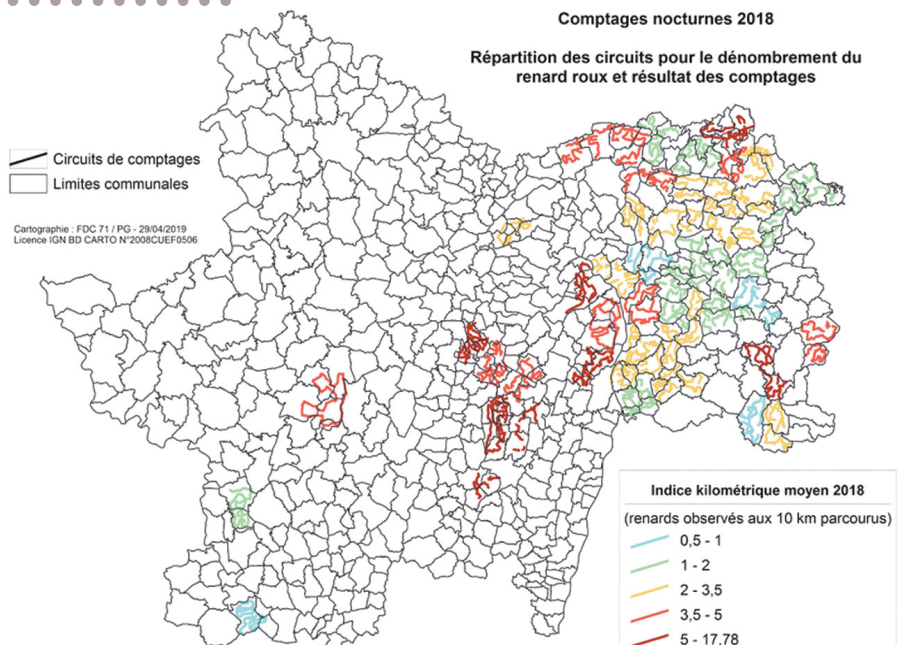 Comptages nocturnes 2018
Répartition des circuits pour le dénombrement du
renard roux et résultat des comptages
Circuits de comptages
Limites communales
Cartographie : FDC 71 / PG - 29/04/2019
Licence IGN BD CARTO N°2008CUEF0506
Indice kilométrique moyen 2018
(renards observés aux 10 km parcourus)
0,5 - 1
1 - 2
2 - 3,5
3,5 - 5
5 - 17,78